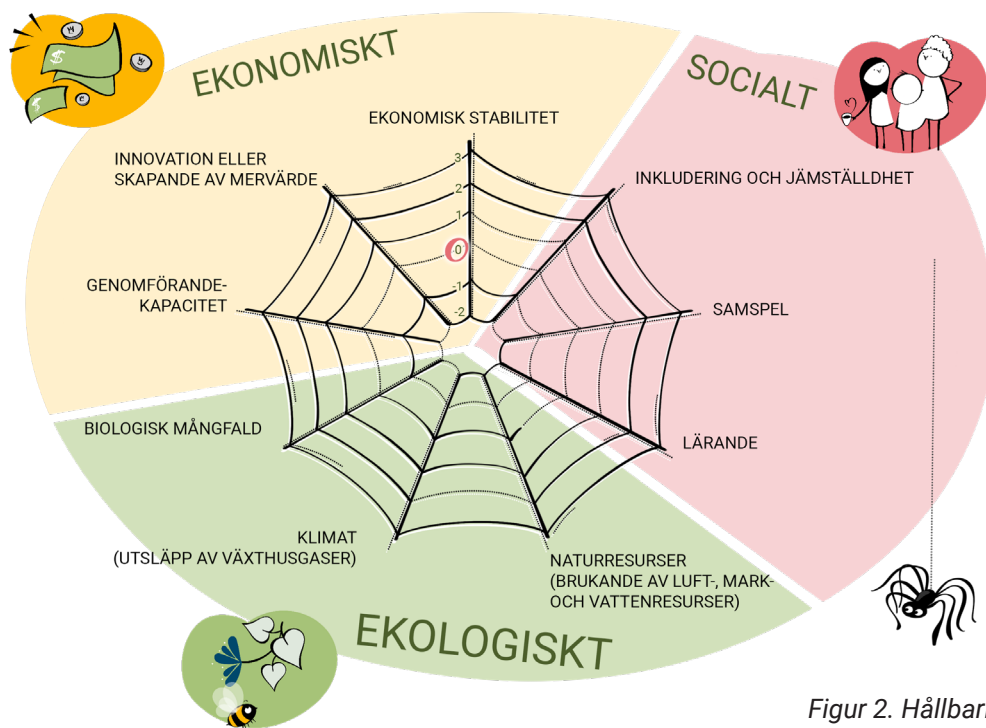 EKONOMISKT
SOCIALT
EKONOMISK STABILITET
INNOVATION ELLER
SKAPANDE AV MERVÄRDE
INKLUDERING OCH JÄMSTÄLLDHET
3
2
1
0
-1
-2
GENOMFÖRANDE-
KAPACITET
SAMSPEL
BIOLOGISK MÅNGFALD
LÄRANDE
KLIMAT
(UTSLÄPP AV VÄXTHUSGASER)
NATURRESURSER
(BRUKANDE AV LUFT-, MARK-
OCH VATTENRESURSER)
EKOLOGISKT
Figur 2. Hållbar